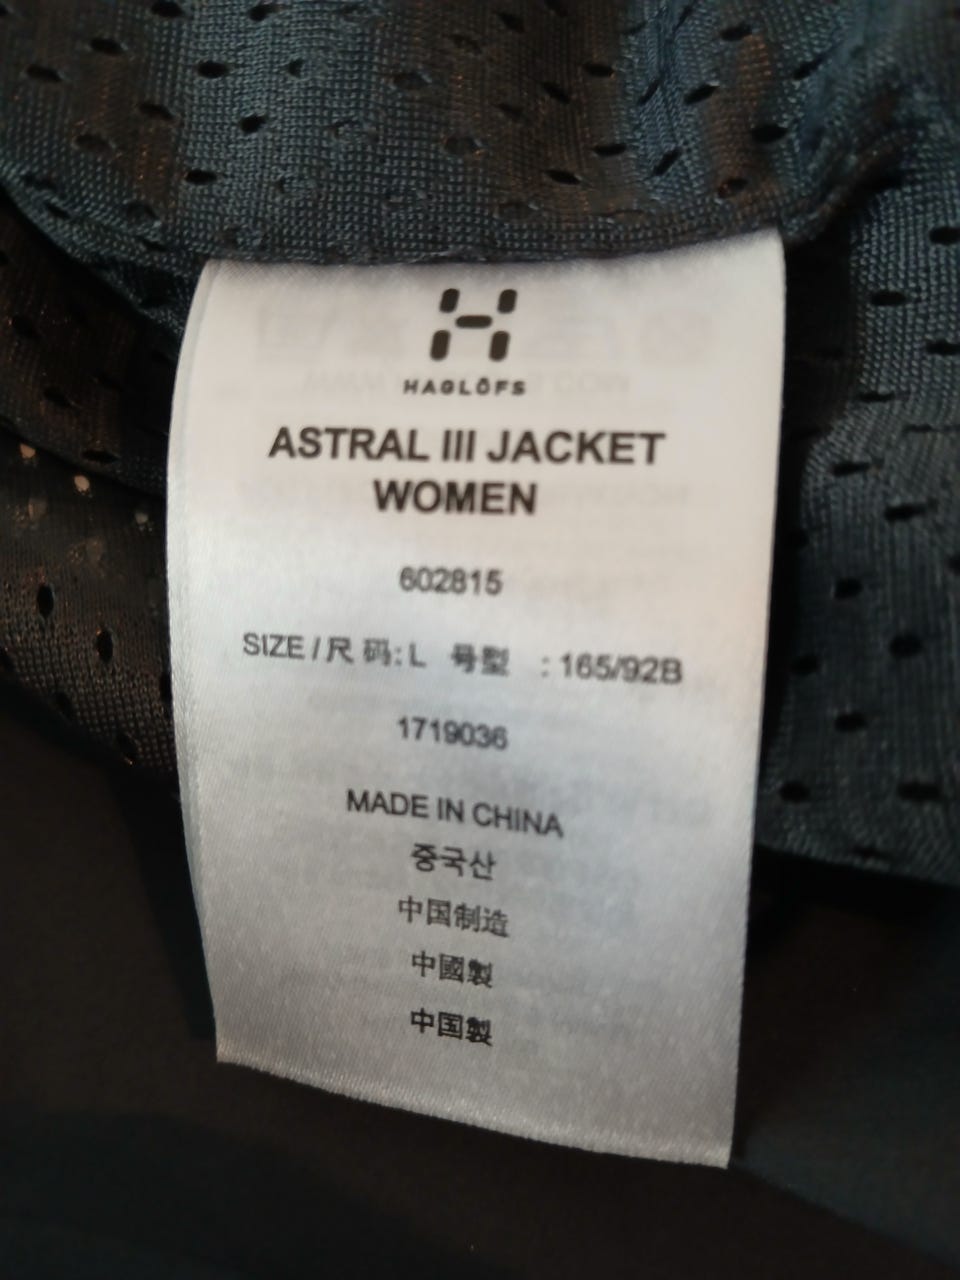 HAGLÖFS
ASTRAL III JACKET
WOMEN
602815
SIZE / 尺 码: L 号型 : 165/92B
1719036
MADE IN CHINA
중국산
中国制造
中國製
中国製